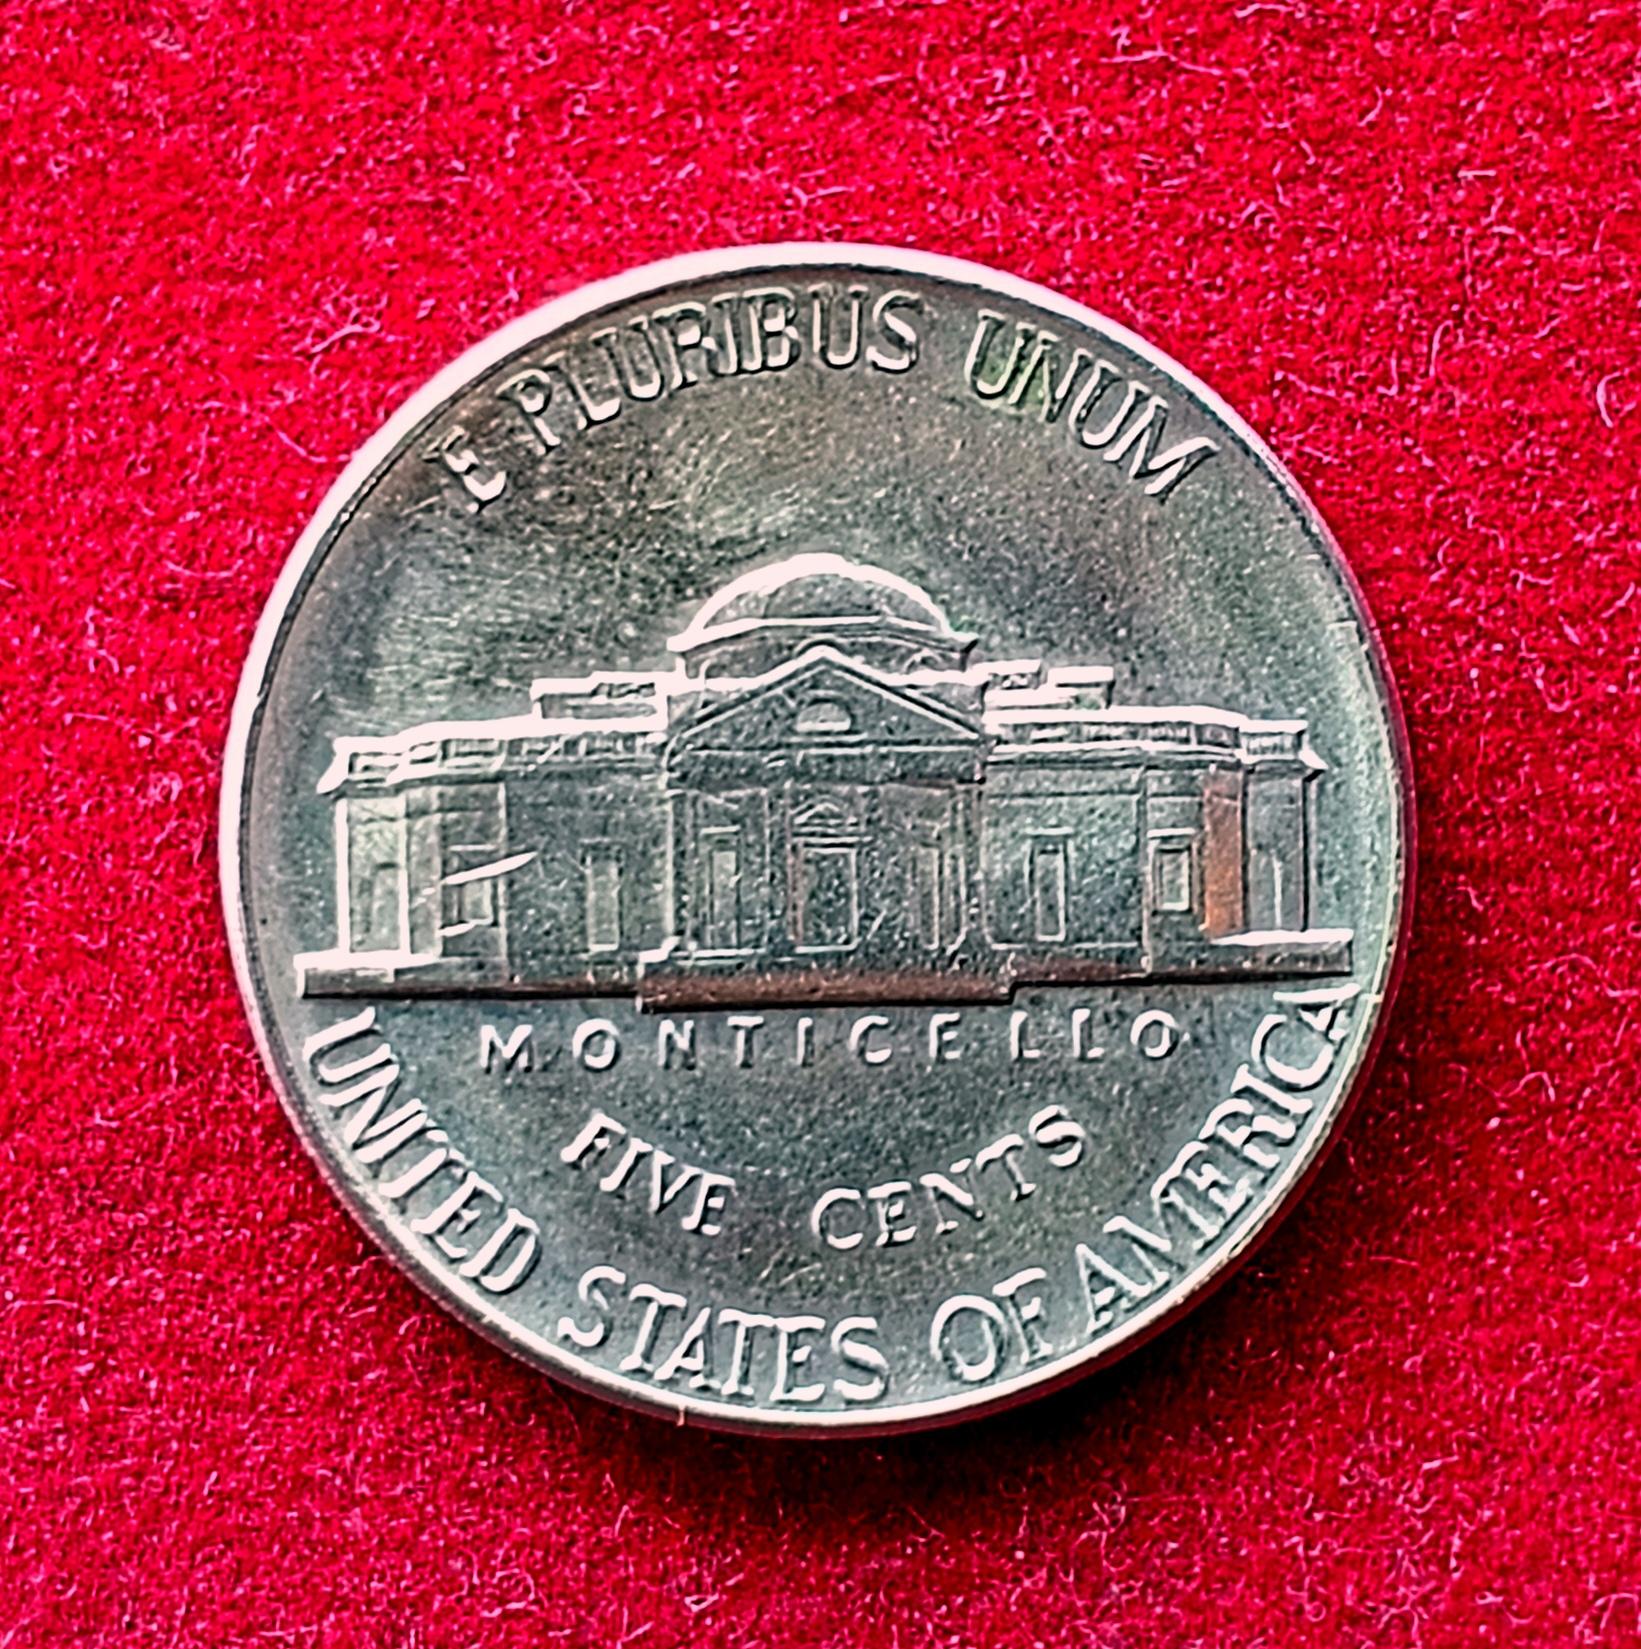 E PLURIBUS UNUM
MONTICELLO
FIVE CENTS
UNITED STATES OF AMERICA